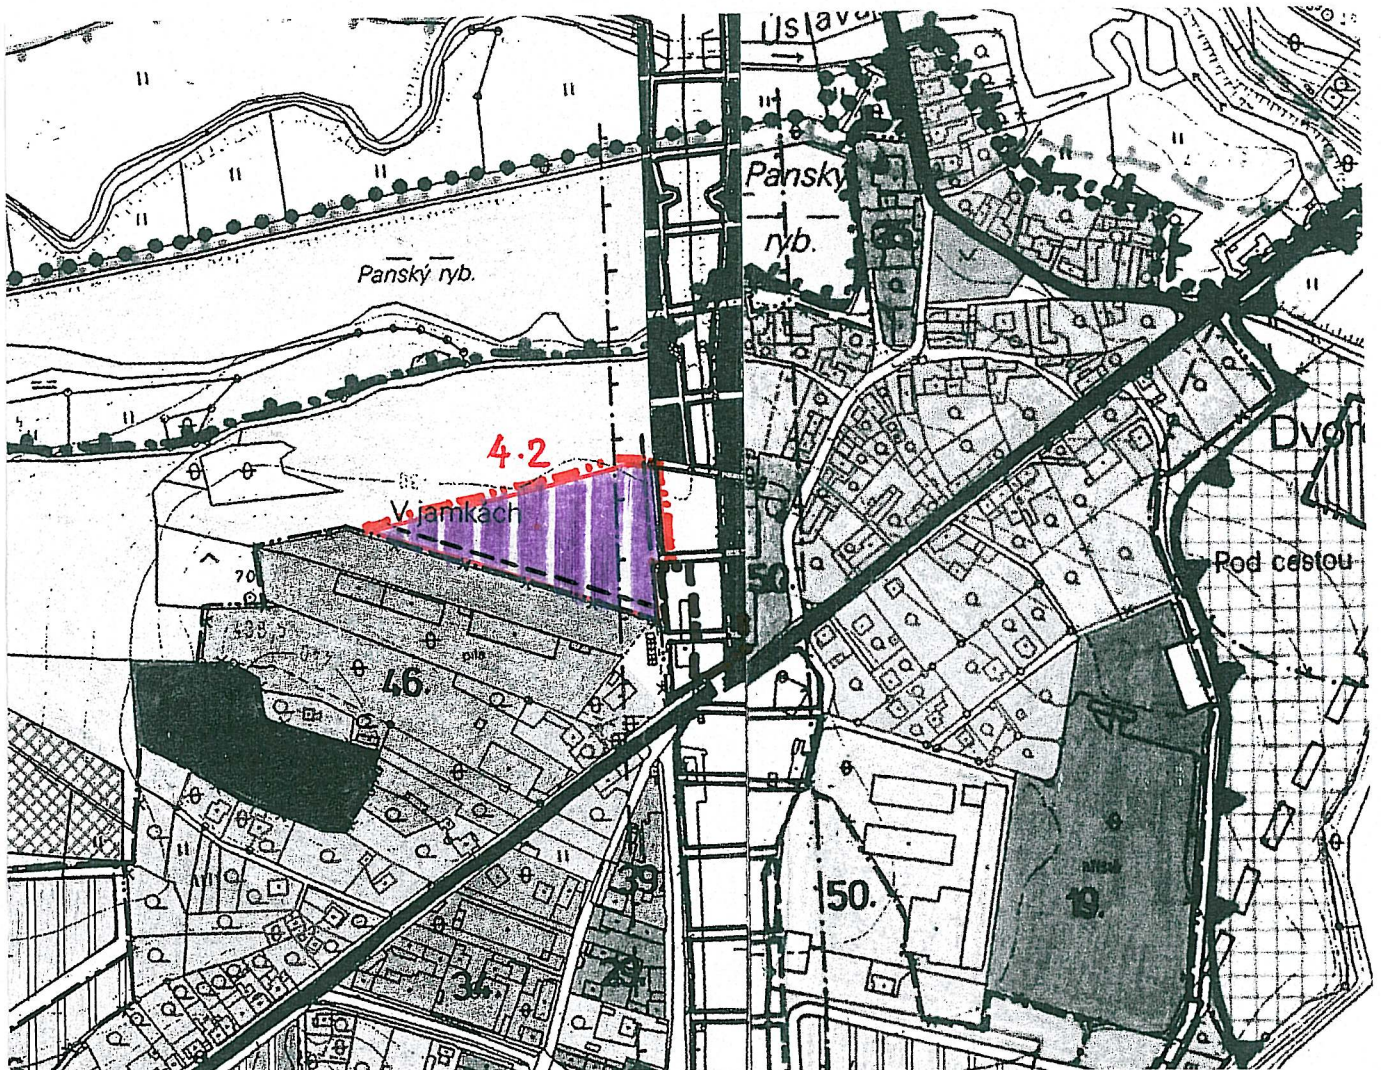 Úslava
Panský
ryb.
Panský ryb.
4.2
Dvor
V jamkách
50.
Pod cestou
70
pila
46.
39.
50.
19.
34.
29.